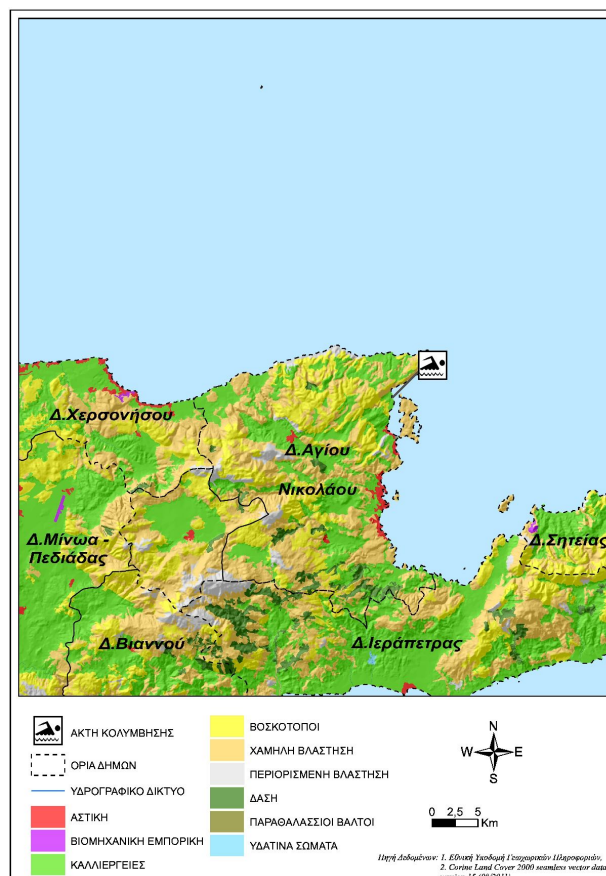 Δ.Χερσονήσου
Δ.Αγίου
Νικολάου
Δ.Μίνωα -
Πεδιάδας
Δ.Σητείας
Δ.Βιαννού
Δ.Ιεράπετρας
ΑΚΤΗ ΚΟΛΥΜΒΗΣΗΣ
ΟΡΙΑ ΔΗΜΩΝ
ΥΔΡΟΓΡΑΦΙΚΟ ΔΙΚΤΥΟ
ΑΣΤΙΚΗ
ΒΙΟΜΗΧΑΝΙΚΗ ΕΜΠΟΡΙΚΗ
ΚΑΛΛΙΕΡΓΕΙΕΣ
ΒΟΣΚΟΤΟΠΟΙ
ΧΑΜΗΛΗ ΒΛΑΣΤΗΣΗ
ΠΕΡΙΟΡΙΣΜΕΝΗ ΒΛΑΣΤΗΣΗ
ΔΑΣΗ
ΠΑΡΑΘΑΛΑΣΣΙΟΙ ΒΑΛΤΟΙ
ΥΔΑΤΙΝΑ ΣΩΜΑΤΑ
N
W E
S
0 2,5 5
Km
Πηγή Δεδομένων: 1. Εθνική Υποδομή Γεωχωρικών Πληροφοριών,
2. Corine Land Cover 2000 seamless vector data